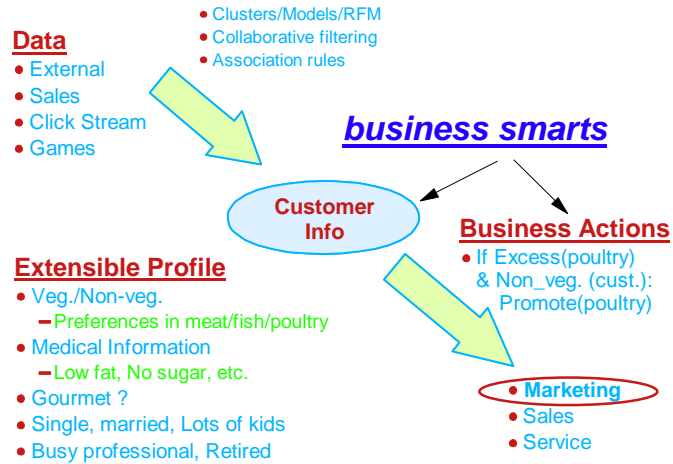 • Clusters/Models/RFM
• Collaborative filtering
• Association rules
Data
• External
• Sales
• Click Stream
• Games
business smarts
Customer
Info
Business Actions
• If Excess(poultry)
& Non_veg. (cust.):
Promote(poultry)
Extensible Profile
• Veg./Non-veg.
– Preferences in meat/fish/poultry
• Medical Information
– Low fat, No sugar, etc.
• Gourmet ?
• Single, married, Lots of kids
• Busy professional, Retired
• Marketing
• Sales
• Service